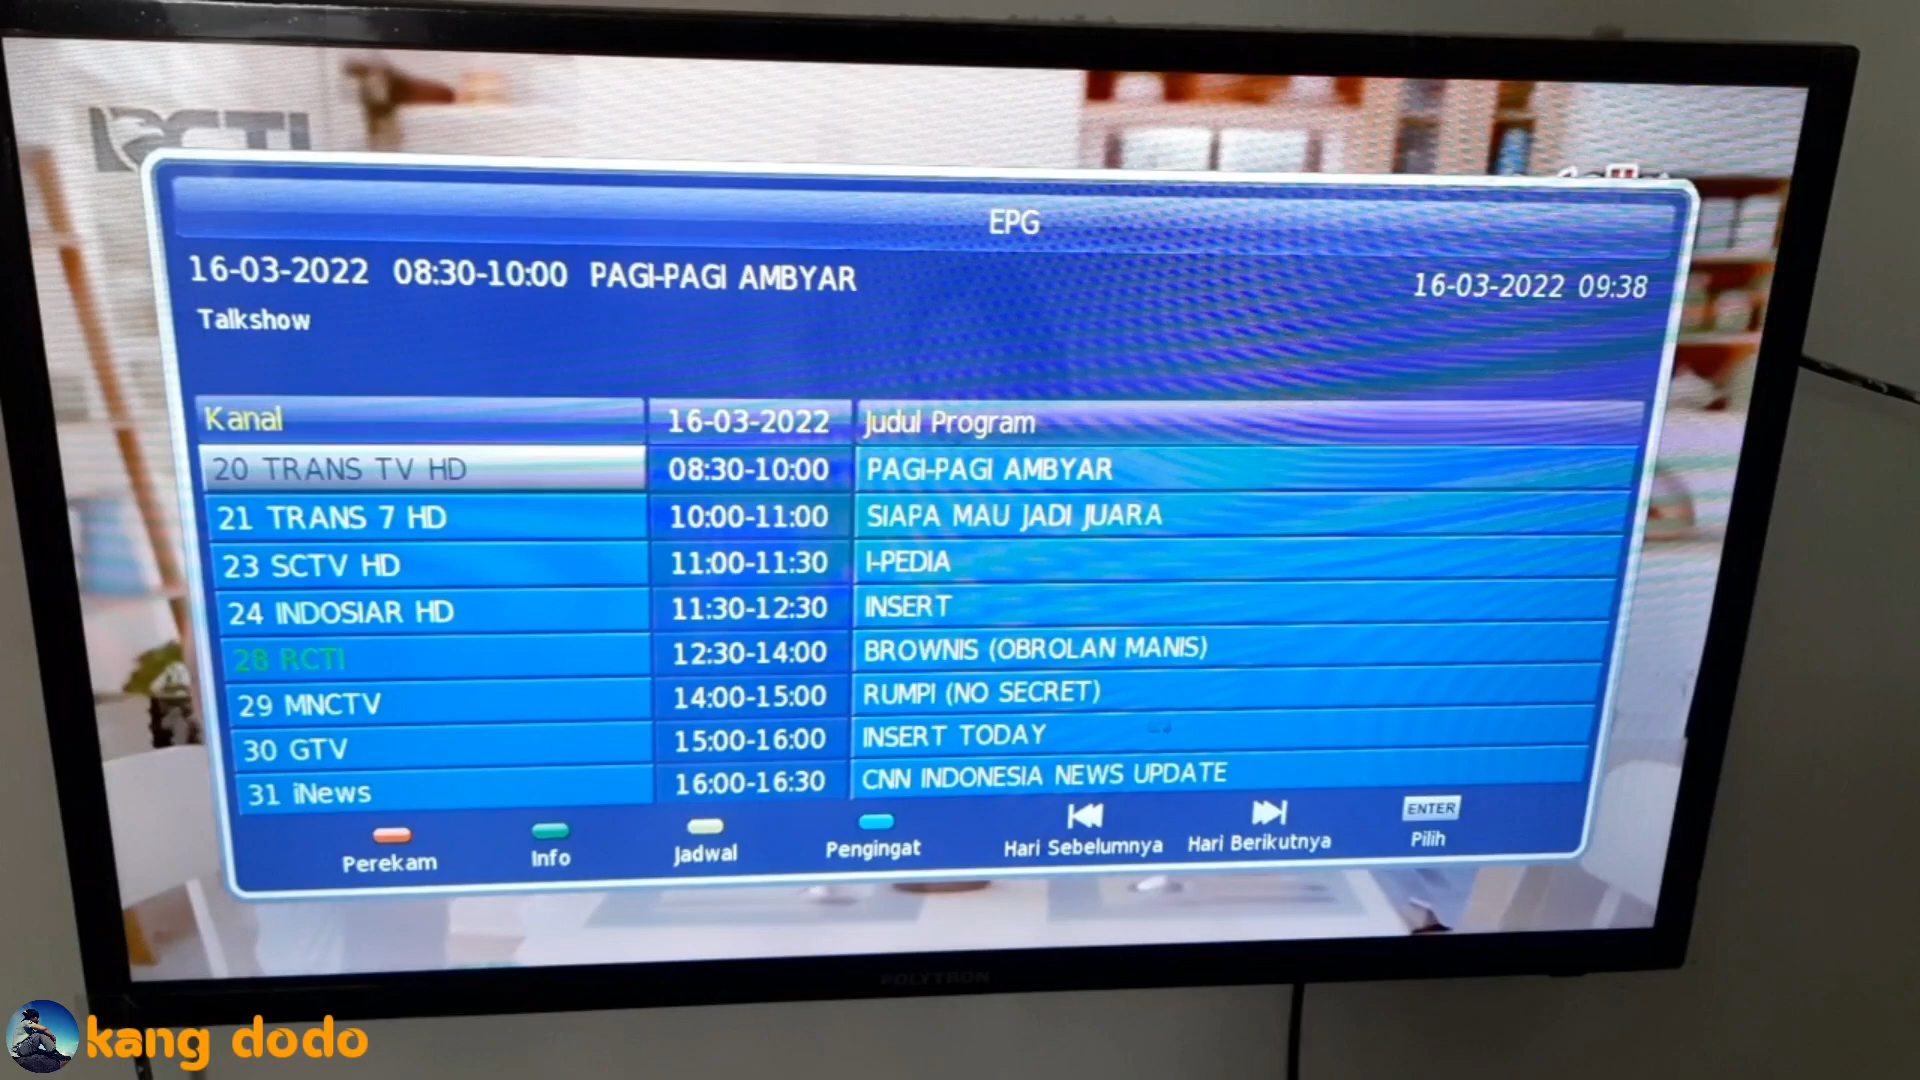 RCTI
EPG
16-03-2022 08:30-10:00 PAGI-PAGI AMBYAR
16-03-2022 09:38
Talkshow
Kanal 16-03-2022 Judul Program
20 TRANS TV HD 08:30-10:00 PAGI-PAGI AMBYAR
21 TRANS 7 HD 10:00-11:00 SIAPA MAU JADI JUARA
23 SCTV HD 11:00-11:30 I-PEDIA
24 INDOSIAR HD 11:30-12:30 INSERT
28 RCTI 12:30-14:00 BROWNIS (OBROLAN MANIS)
29 MNCTV 14:00-15:00 RUMPI (NO SECRET)
30 GTV 15:00-16:00 INSERT TODAY
31 iNews 16:00-16:30 CNN INDONESIA NEWS UPDATE
Perekam Info Jadwal Pengingat Hari Sebelumnya Hari Berikutnya ENTER Pilih
POLYTRON
kang dodo